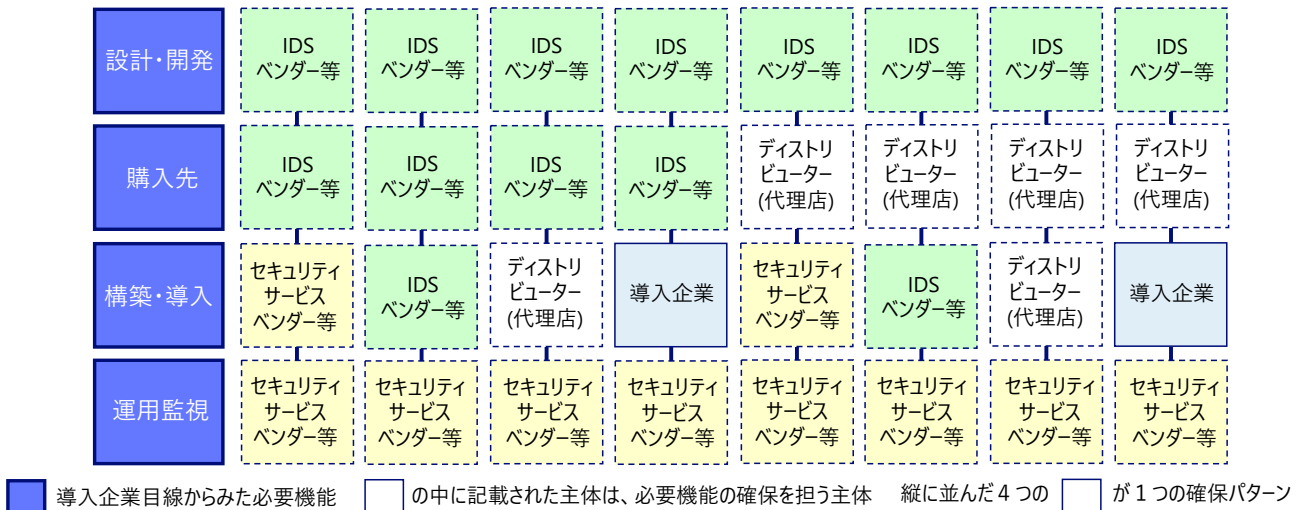 設計・開発
IDS
ベンダー等
IDS
ベンダー等
IDS
ベンダー等
IDS
ベンダー等
IDS
ベンダー等
IDS
ベンダー等
IDS
ベンダー等
IDS
ベンダー等
購入先
IDS
ベンダー等
IDS
ベンダー等
IDS
ベンダー等
IDS
ベンダー等
ディストリ
ビューター
(代理店)
ディストリ
ビューター
(代理店)
ディストリ
ビューター
(代理店)
ディストリ
ビューター
(代理店)
構築・導入
セキュリティ
サービス
ベンダー等
IDS
ベンダー等
ディストリ
ビューター
(代理店)
導入企業
セキュリティ
サービス
ベンダー等
IDS
ベンダー等
ディストリ
ビューター
(代理店)
導入企業
運用監視
セキュリティ
サービス
ベンダー等
セキュリティ
サービス
ベンダー等
セキュリティ
サービス
ベンダー等
セキュリティ
サービス
ベンダー等
セキュリティ
サービス
ベンダー等
セキュリティ
サービス
ベンダー等
セキュリティ
サービス
ベンダー等
セキュリティ
サービス
ベンダー等
導入企業目線からみた必要機能
の中に記載された主体は、必要機能の確保を担う主体
縦に並んだ4つの
が1つの確保パターン